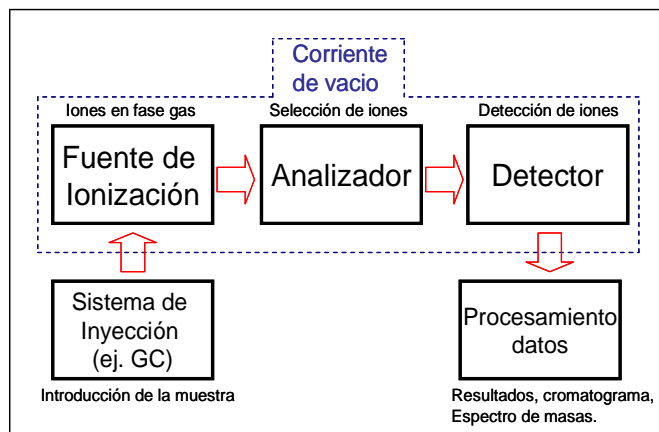 Corriente
de vacio
Iones en fase gas
Selección de iones
Detección de iones
Fuente de
Ionización
Analizador
Detector
Sistema de
Inyección
(ej. GC)
Procesamiento
datos
Introducción de la muestra
Resultados, cromatograma,
Espectro de masas.